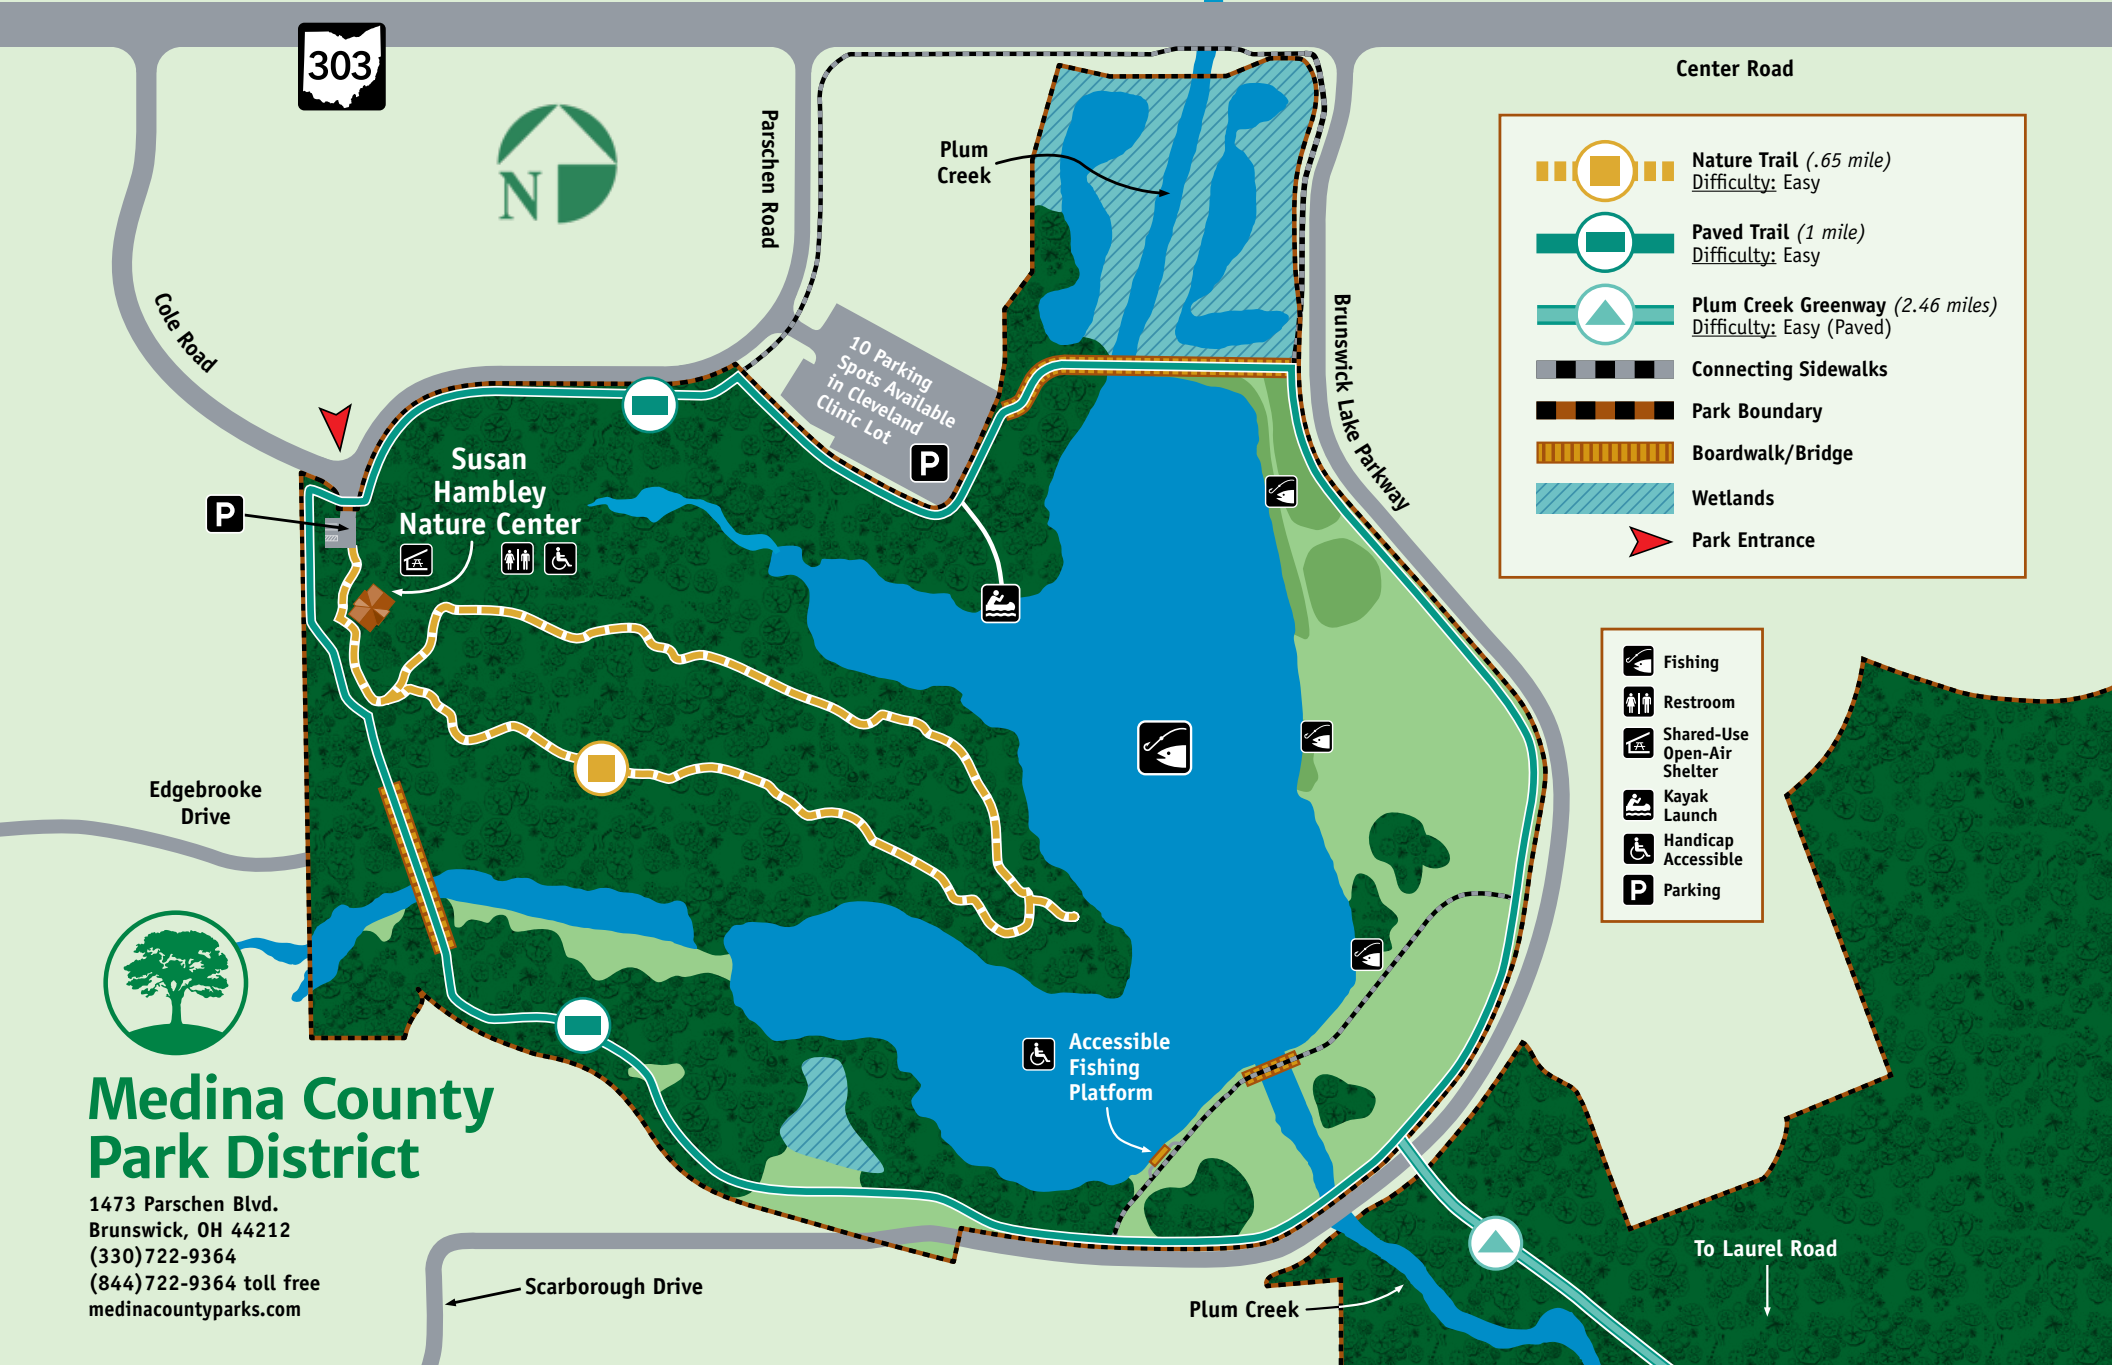 303
Center Road
N
Parschen Road
Plum
Creek
Cole Road
Brunswick Lake Parkway
10 Parking
Spots Available
in Cleveland
Clinic Lot
P
Susan
Hambley
Nature Center
P
Nature Trail (.65 mile)
Difficulty: Easy
Paved Trail (1 mile)
Difficulty: Easy
Plum Creek Greenway (2.46 miles)
Difficulty: Easy (Paved)
Connecting Sidewalks
Park Boundary
Boardwalk/Bridge
Wetlands
Park Entrance
Fishing
Restroom
Shared-Use
Open-Air
Shelter
Kayak
Launch
Handicap
Accessible
P Parking
Edgebrooke
Drive
Accessible
Fishing
Platform
Medina County
Park District
1473 Parschen Blvd.
Brunswick, OH 44212
(330)722-9364
(844)722-9364 toll free
medinacountyparks.com
Scarborough Drive
Plum Creek
To Laurel Road